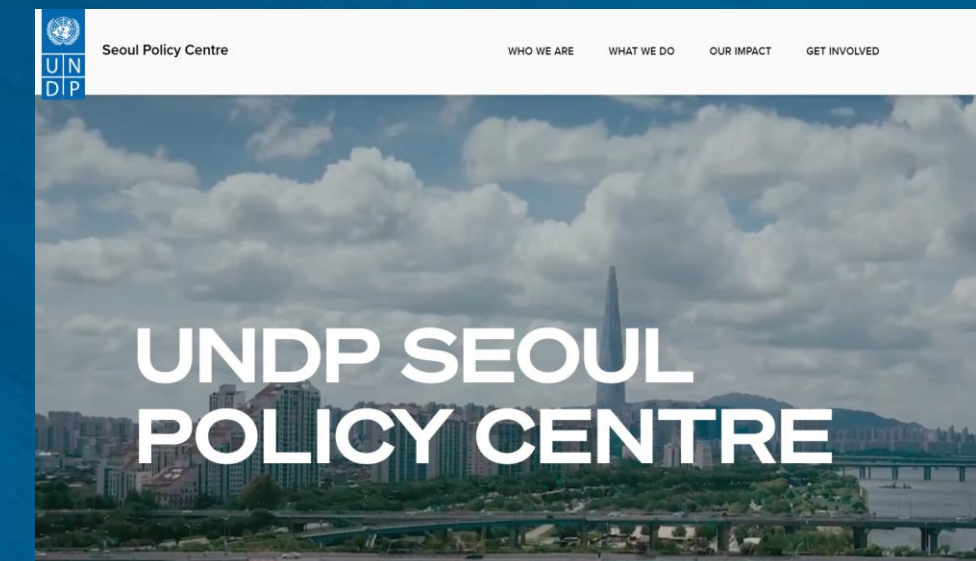 UN
DP
Seoul Policy Centre
WHO WE ARE WHAT WE DO OUR IMPACT GET INVOLVED
UNDP SEOUL
POLICY CENTRE